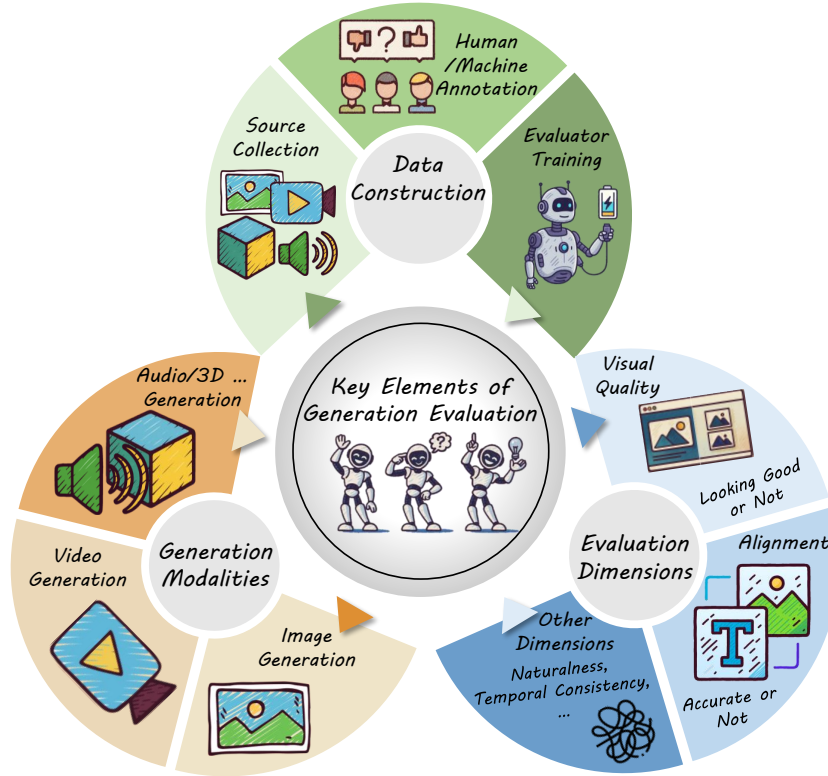 Human
/Machine
Annotation
Source
Collection
Evaluator
Training
Data
Construction
Key Elements of
Generation Evaluation
Audio/3D ...
Generation
Video
Generation
Image
Generation
Generation
Modalities
Visual
Quality
Looking Good
or Not
Alignment
T
Accurate or
Not
Other
Dimensions
Naturalness,
Temporal Consistency,
...
Evaluation
Dimensions